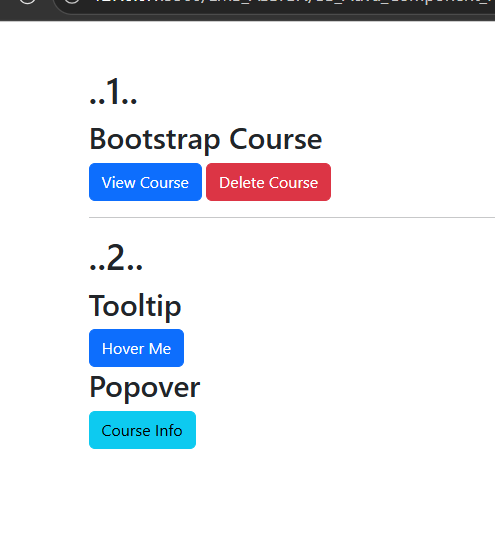 ..1..
Bootstrap Course
View Course Delete Course
..2..
Tooltip
Hover Me
Popover
Course Info